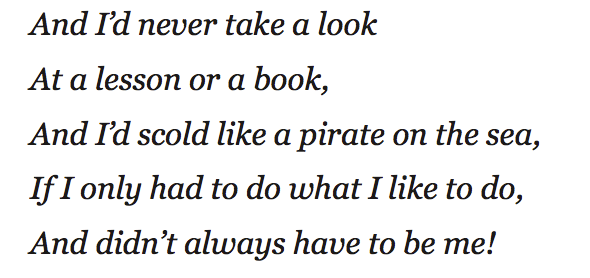 And I’d never take a look
At a lesson or a book,
And I’d scold like a pirate on the sea,
If I only had to do what I like to do,
And didn’t always have to be me!